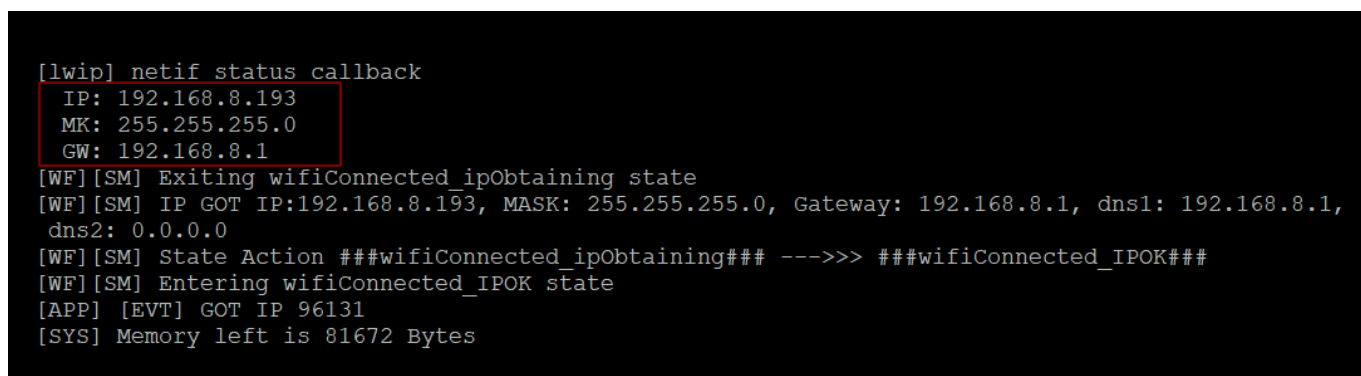 [lwip] netif status callback
IP: 192.168.8.193
MK: 255.255.255.0
GW: 192.168.8.1
[WF][SM] Exiting wifiConnected_ipObtaining state
[WF][SM] IP GOT IP:192.168.8.193, MASK: 255.255.255.0, Gateway: 192.168.8.1, dns1: 192.168.8.1,
dns2: 0.0.0.0
[WF][SM] State Action ###wifiConnected_ipObtaining### --->>> ###wifiConnected_IPOK###
[WF][SM] Entering wifiConnected_IPOK state
[APP] [EVT] GOT IP 96131
[SYS] Memory left is 81672 Bytes